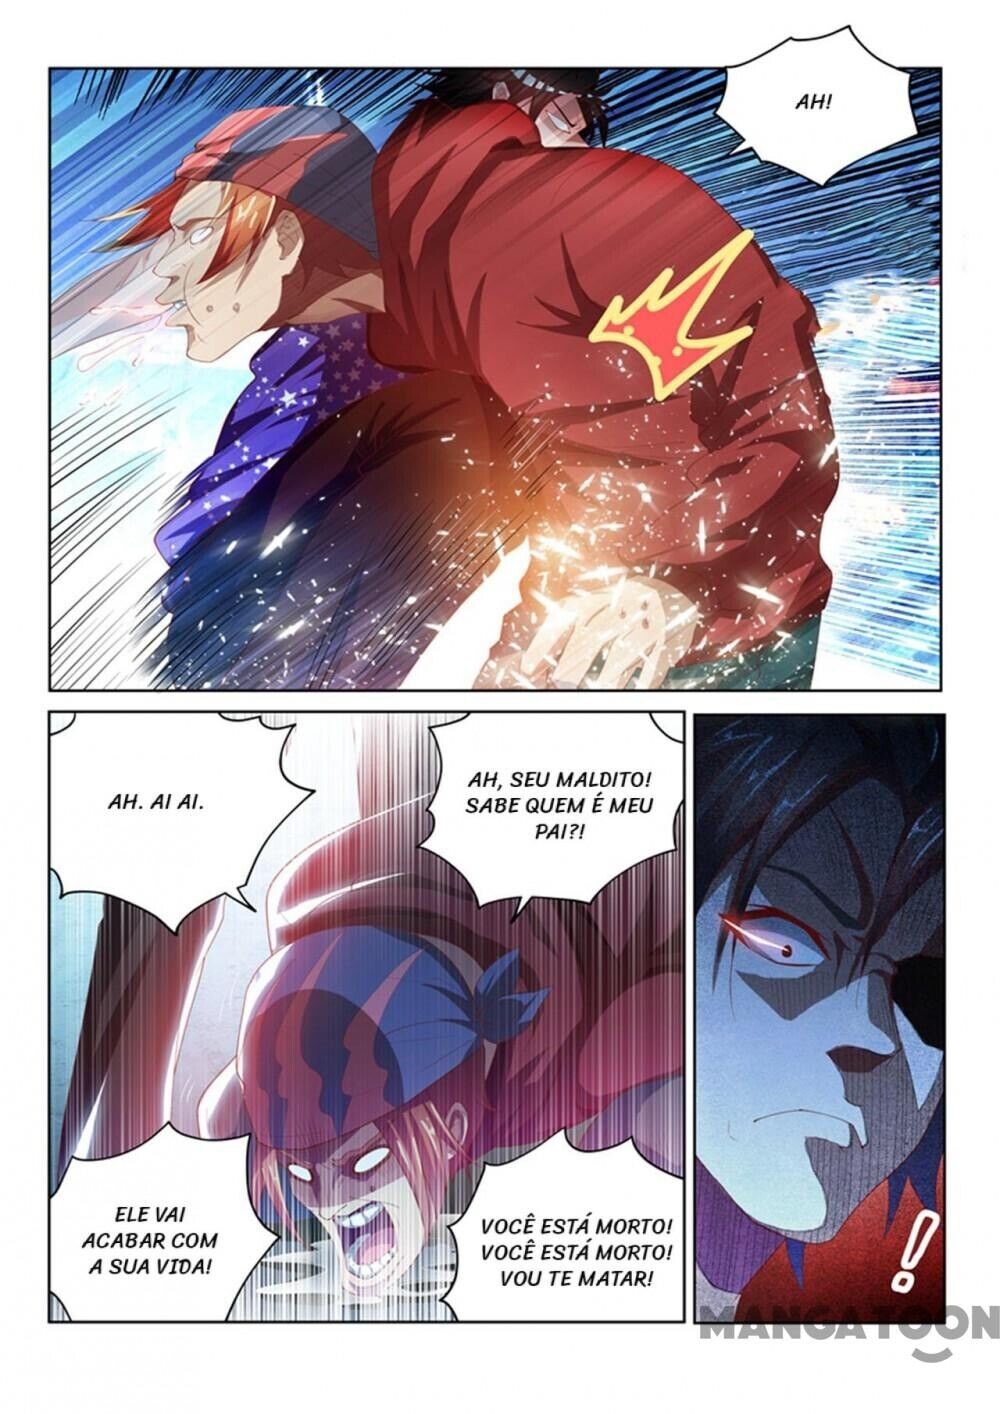 AH!
AH. AI AI.
AH, SEU MALDITO!
SABE QUEM É MEU
PAI?!
ELE VAI
ACABAR COM
A SUA VIDA!
VOCÊ ESTÁ MORTO!
VOCÊ ESTÁ MORTO!
VOU TE MATAR!
!
MANGATOON